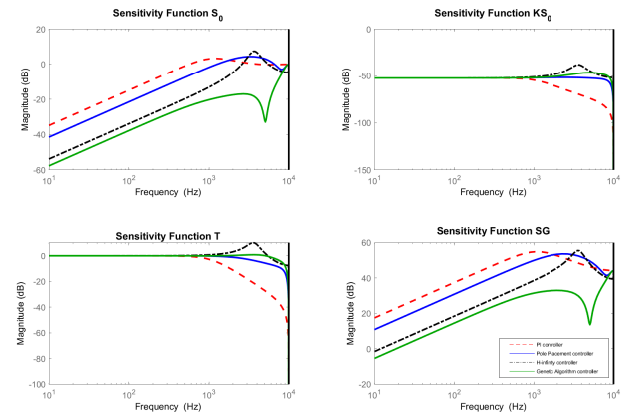 Sensitivity Function S0
Magnitude (dB)
20
0
-20
-40
-60
10^1
10^2
10^3
10^4
Frequency (Hz)
Sensitivity Function KS0
Magnitude (dB)
0
-50
-100
-150
10^1
10^2
10^3
10^4
Frequency (Hz)
Sensitivity Function T
Magnitude (dB)
0
-20
-40
-60
-80
-100
10^1
10^2
10^3
10^4
Frequency (Hz)
Sensitivity Function SG
Magnitude (dB)
60
40
20
0
-20
10^1
10^2
10^3
10^4
Frequency (Hz)
PI conroller
Pole Pacement controller
H-infinty controller
Genetic Algorithm controller